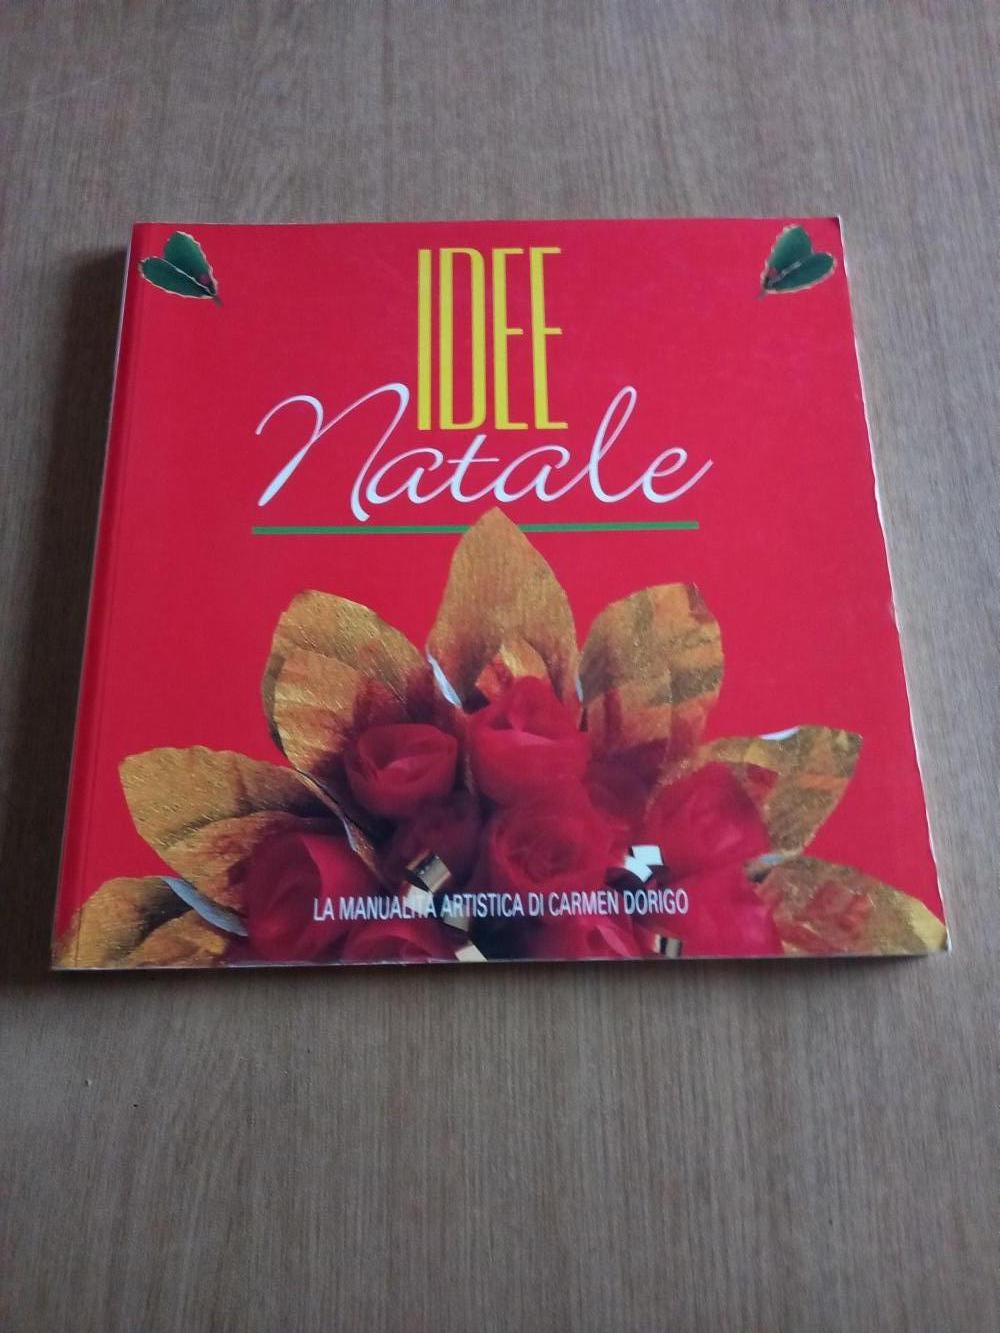 IDEE
Natale
LA MANUALITÀ ARTISTICA DI CARMEN DORIGO